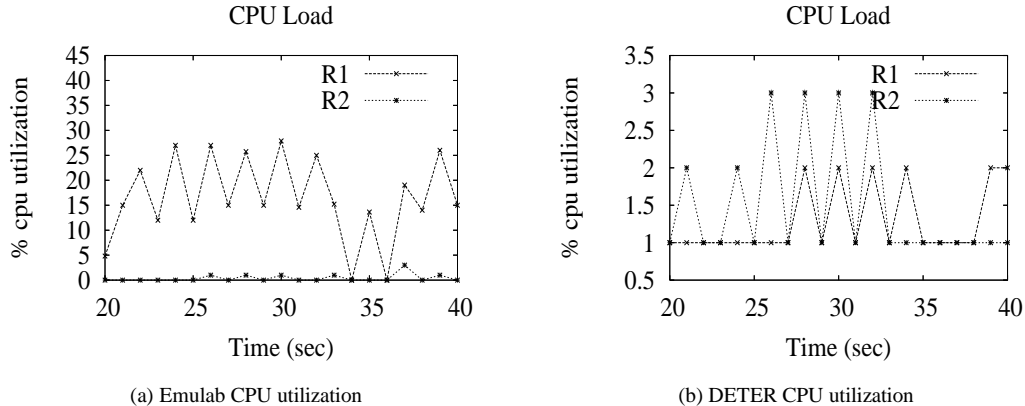 CPU Load
45
40
35
30
25
20
15
10
5
0
20 25 30 35 40
% cpu utilization
Time (sec)
R1
R2
(a) Emulab CPU utilization
CPU Load
3.5
3
2.5
2
1.5
1
0.5
20 25 30 35 40
% cpu utilization
Time (sec)
R1
R2
(b) DETER CPU utilization